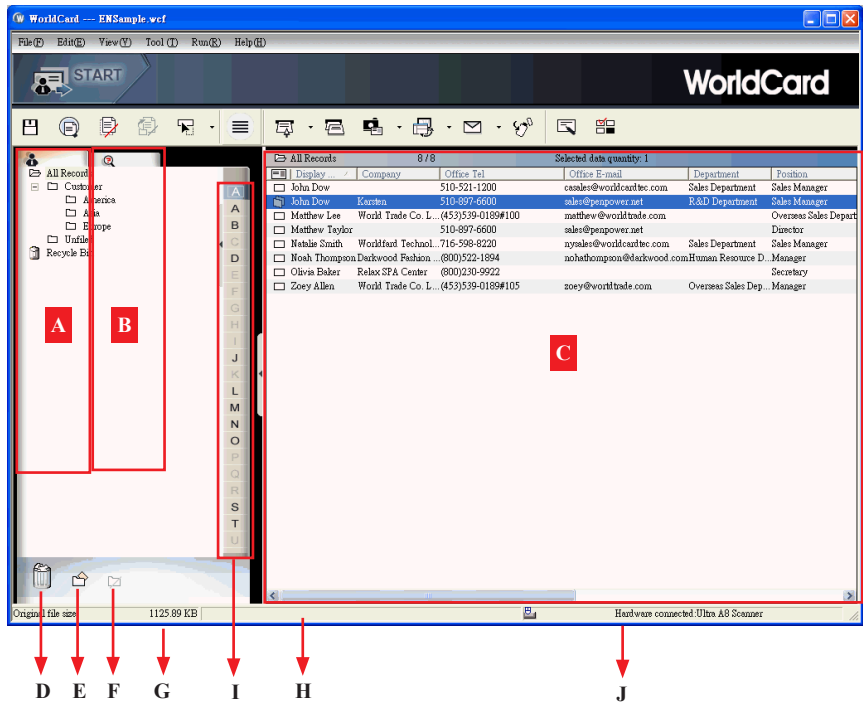 WorldCard --- ENSample.wcf
File(F) Edit(E) View(V) Tool (T) Run(R) Help(H)
START
WorldCard
All Records 8 / 8 Selected data quantity: 1
Display ... Company Office Tel Office E-mail Department Position
John Dow 510-521-1200 casales@worldcardtec.com Sales Department Sales Manager
John Dow Karsten 510-897-6600 sales@penpower.net R&D Department Sales Manager
Matthew Lee World Trade Co. L...(453)539-0189#100 matthew@worldtrade.com Overseas Sales Depart
Matthew Taylor 510-897-6600 sales@penpower.net Director
Natalie Smith Worldfard Technol...716-598-8220 nysales@worldcardtec.com Sales Department Sales Manager
Noah Thompson Darkwood Fashion ...(800)522-1894 nohathompson@darkwood.com Human Resource D...Manager
Olivia Baker Relax SPA Center (800)230-9922 Secretary
Zoey Allen World Trade Co. L...(453)539-0189#105 zoey@worldtrade.com Overseas Sales Dep...Manager
All Record
Customer
America
Asia
Europe
Unfile
Recycle Bi
A
B
C
A
A
B
C
D
E
F
G
H
I
J
K
L
M
N
O
P
Q
R
S
T
U
Original file size 1125.89 KB Hardware connected:Ultra A8 Scanner
D E F G I H J